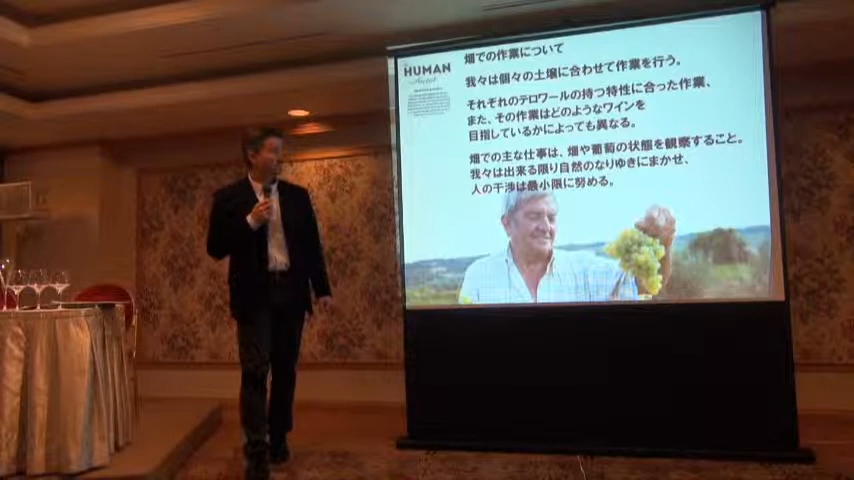 HUMAN
畑での作業について
我々は個々の土壌に合わせて作業を行う。
それぞれのテロワールの持つ特性に合った作業、
また、その作業はどのようなワインを
目指しているかによっても異なる。
畑での主な仕事は、畑や葡萄の状態を観察すること。
我々は出来る限り自然のなりゆきにまかせ、
人の干渉は最小限に努める。